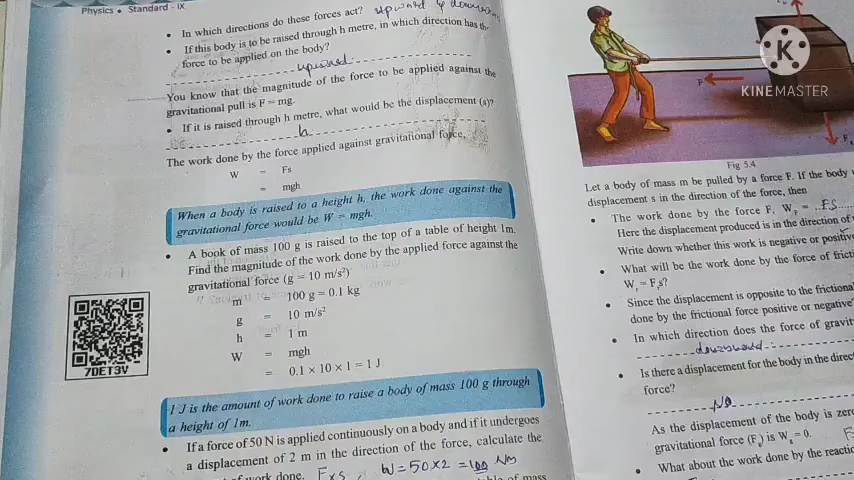 Physics • Standard - IX
• In which directions do these forces act? upward & downward
• If this body is to be raised through h metre, in which direction has the
force to be applied on the body?
upward.
You know that the magnitude of the force to be applied against the
gravitational pull is F = mg.
• If it is raised through h metre, what would be the displacement (s)?
h
The work done by the force applied against gravitational force,
W = Fs
= mgh
When a body is raised to a height h, the work done against the
gravitational force would be W = mgh.
• A book of mass 100 g is raised to the top of a table of height 1m.
Find the magnitude of the work done by the applied force against the
gravitational force (g = 10 m/s²)
= 100 g = 0.1 kg
g = 10 m/s²
h = 1 m
W = mgh
= 0.1 × 10 × 1 = 1 J
7DET3V
1 J is the amount of work done to raise a body of mass 100 g through
a height of 1m.
• If a force of 50 N is applied continuously on a body and if it undergoes
a displacement of 2 m in the direction of the force, calculate the
of work done. F×s, W = 50×2 = 100 Nm
of mass
KINEMASTER
F
Fig 5.4
Let a body of mass m be pulled by a force F. If the body
displacement s in the direction of the force, then
• The work done by the force F, W_F = ..FS....
Here the displacement produced is in the direction of
Write down whether this work is negative or positive
• What will be the work done by the force of
W_f = F_f s?
• Since the displacement is opposite to the frictional
done by the frictional force positive or negative
• In which direction does the force of
downward
• Is there a displacement for the body in the
force?
No
As the displacement of the body is
gravitational force (F_g) is W_g = 0.
• What about the work done by the